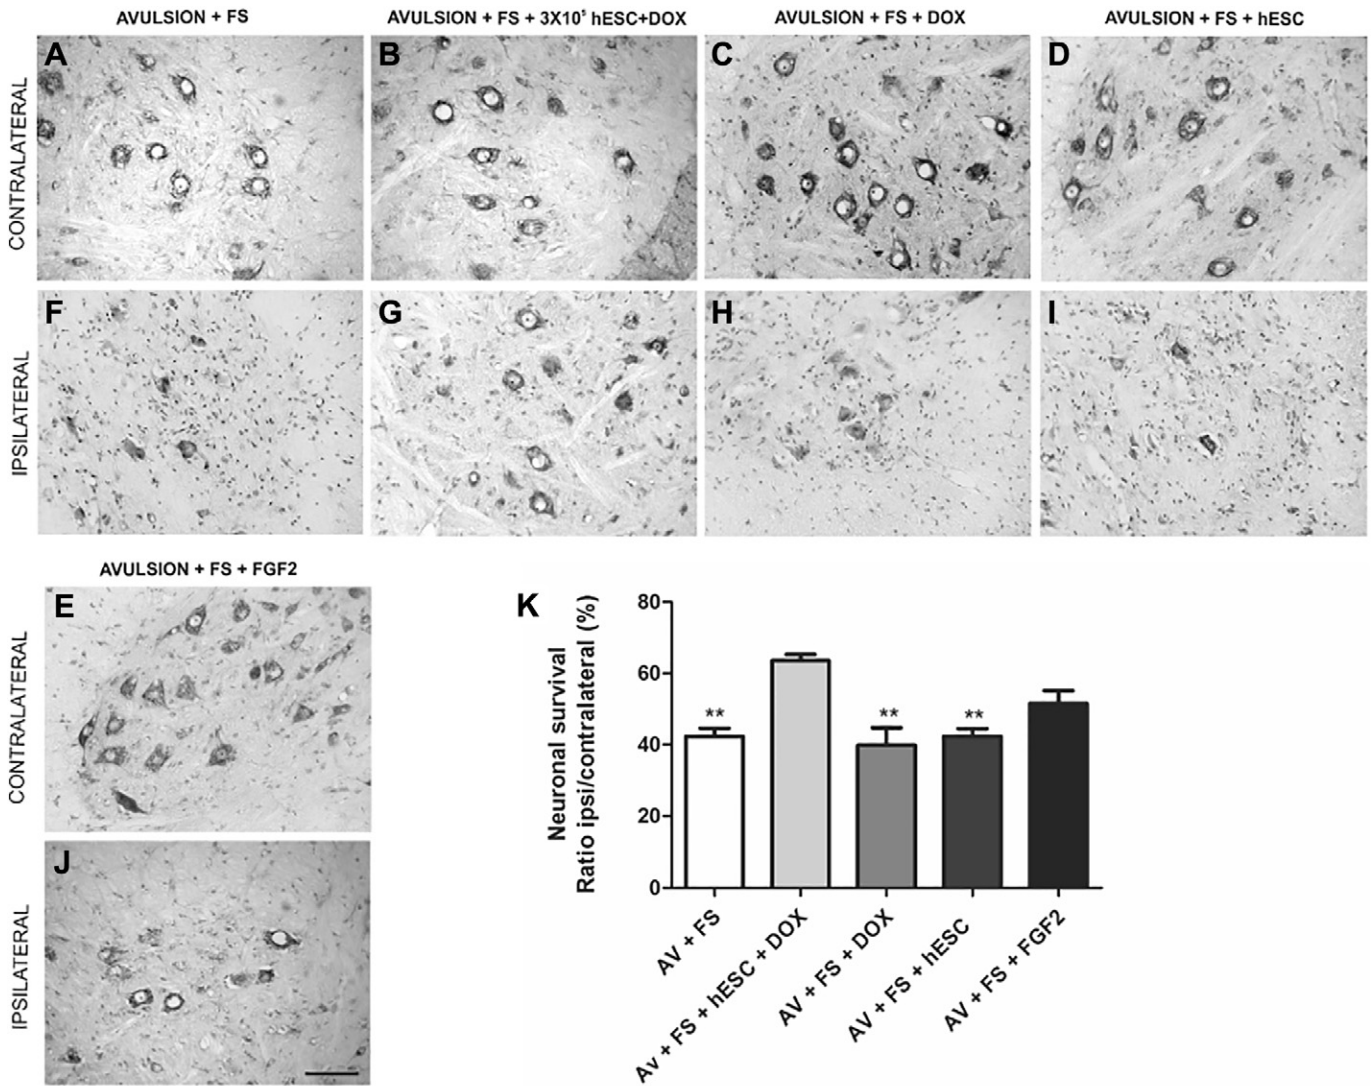 AVULSION + FS
AVULSION + FS + 3X10⁵ hESC+DOX
AVULSION + FS + DOX
AVULSION + FS + hESC
CONTRALATERAL
A
B
C
D
IPSILATERAL
F
G
H
I
AVULSION + FS + FGF2
CONTRALATERAL
E
IPSILATERAL
J
K
Neuronal survival
Ratio ipsi/contralateral (%)
80
60
40
20
0
**
**
**
AV + FS
Av + FS + hESC + DOX
AV + FS + DOX
AV + FS + hESC
AV + FS + FGF2